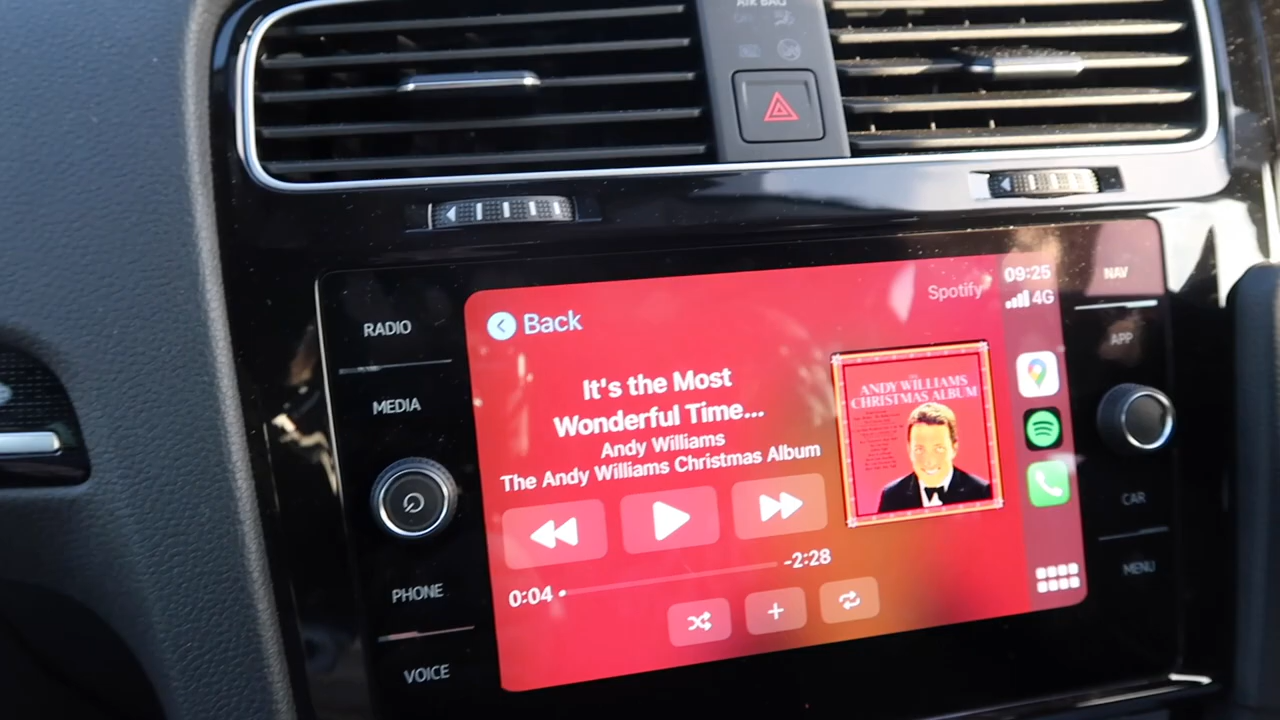 AIR BAG
RADIO
MEDIA
PHONE
VOICE
Back
Spotify
09:25
4G
It's the Most
Wonderful Time...
Andy Williams
The Andy Williams Christmas Album
0:04
-2:28
ANDY WILLIAMS
CHRISTMAS ALBUM
NAV
APP
CAR
MENU